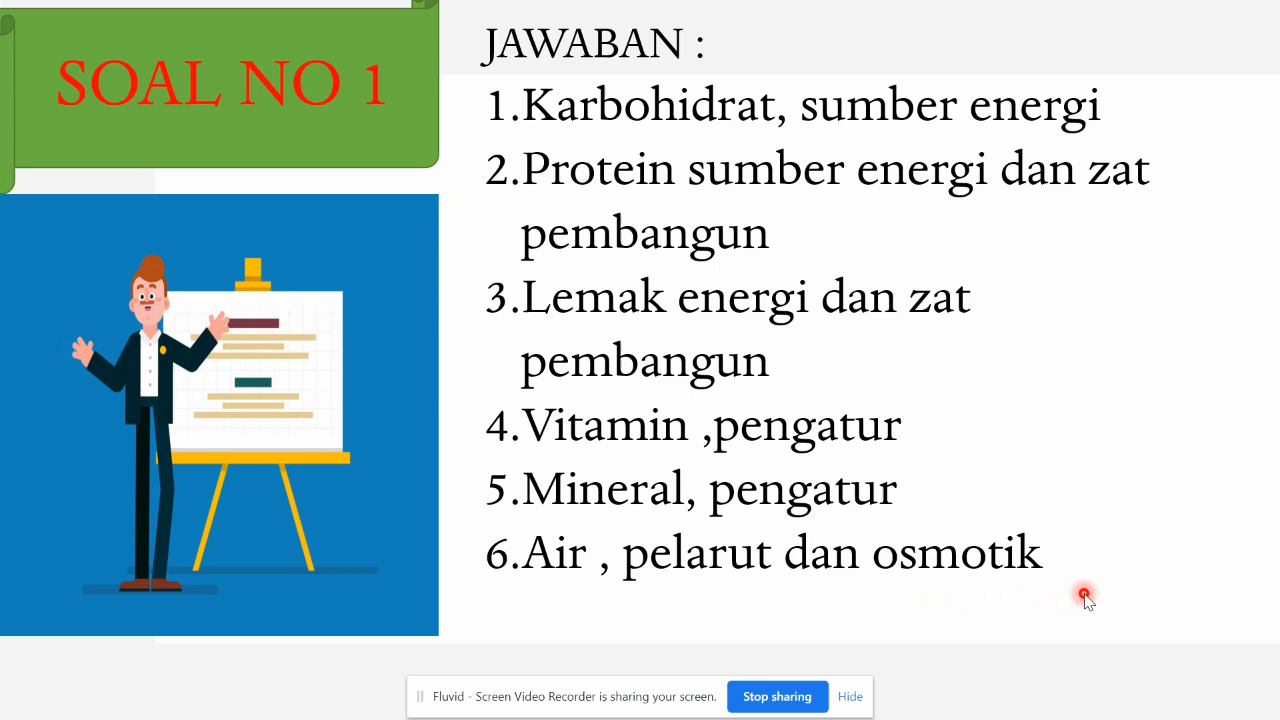 SOAL NO 1
JAWABAN :
1.Karbohidrat, sumber energi
2.Protein sumber energi dan zat
pembangun
3.Lemak energi dan zat
pembangun
4.Vitamin ,pengatur
5.Mineral, pengatur
6.Air , pelarut dan osmotik
Fluvid - Screen Video Recorder is sharing your screen.
Stop sharing
Hide